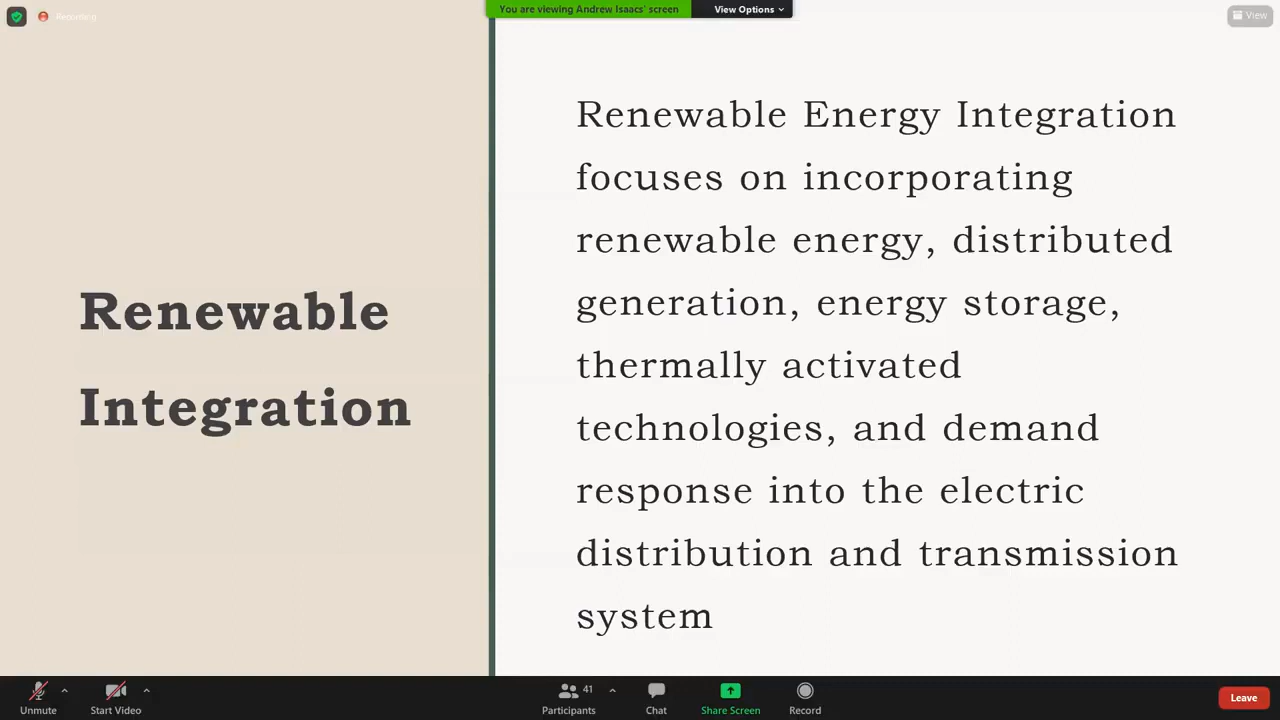 Recording
You are viewing Andrew Isaacs' screen
View Options
View
Renewable
Integration
Renewable Energy Integration
focuses on incorporating
renewable energy, distributed
generation, energy storage,
thermally activated
technologies, and demand
response into the electric
distribution and transmission
system
Unmute
Start Video
41
Participants
Chat
Share Screen
Record
Leave